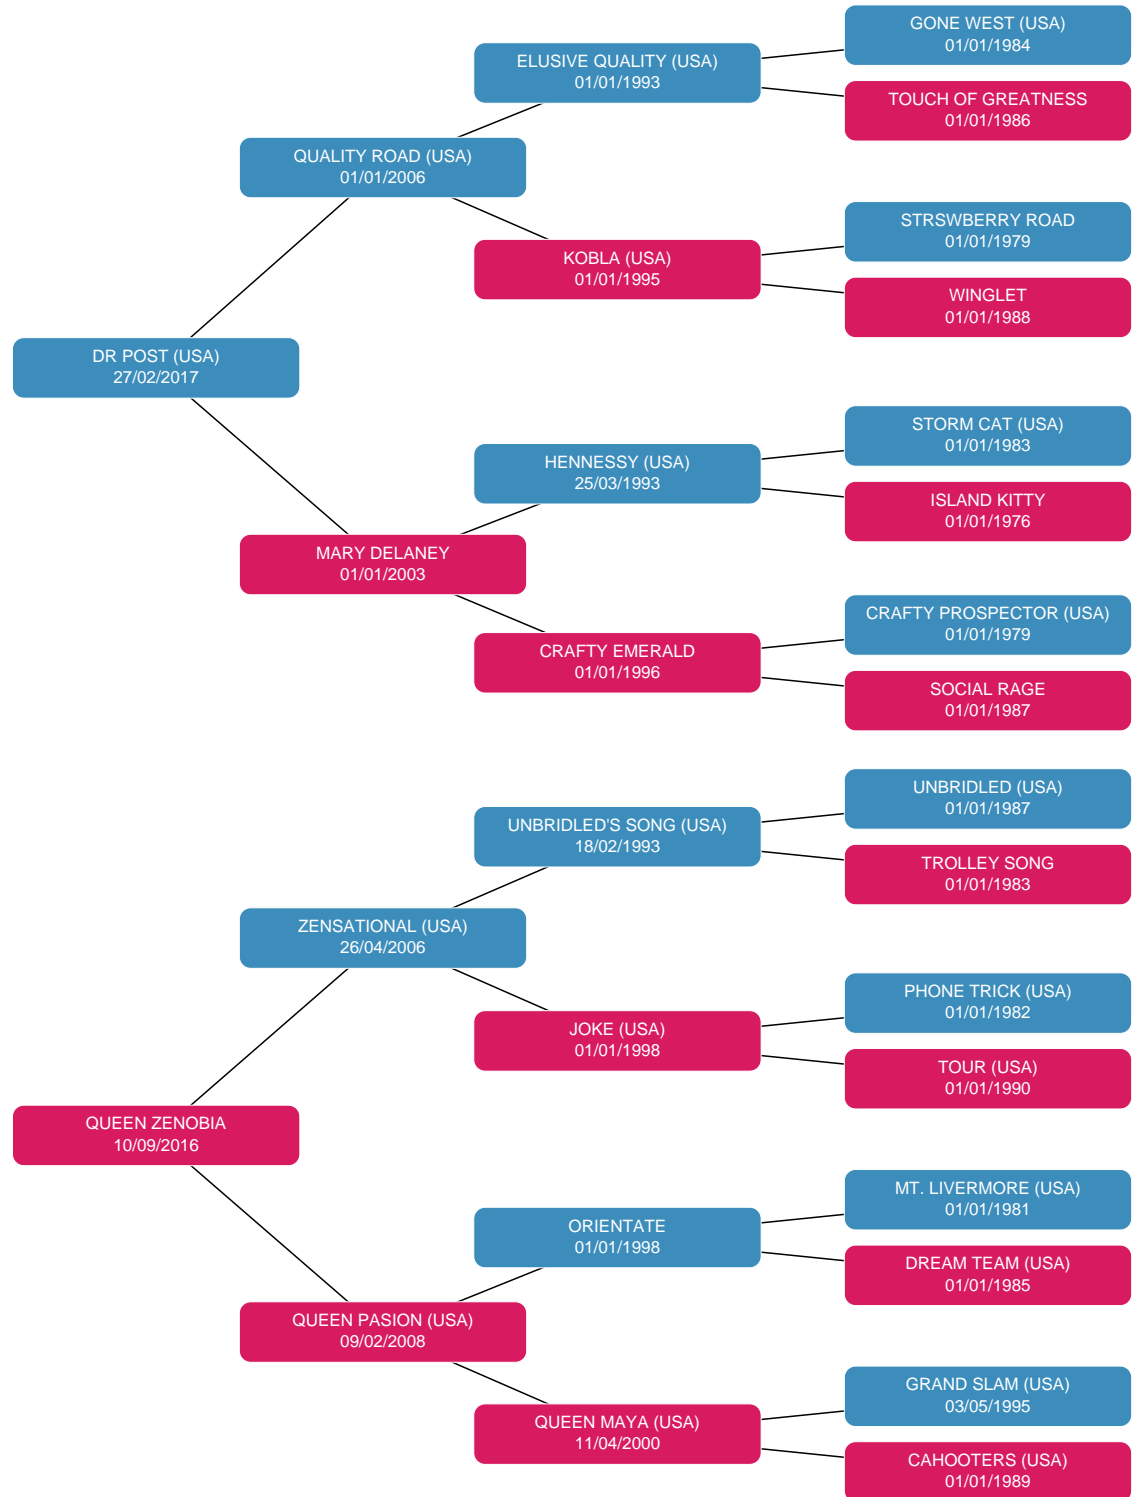 GONE WEST (USA)
01/01/1984
ELUSIVE QUALITY (USA)
01/01/1993
TOUCH OF GREATNESS
01/01/1986
QUALITY ROAD (USA)
01/01/2006
STRSWBERRY ROAD
01/01/1979
KOBLA (USA)
01/01/1995
WINGLET
01/01/1988
DR POST (USA)
27/02/2017
STORM CAT (USA)
01/01/1983
HENNESSY (USA)
25/03/1993
ISLAND KITTY
01/01/1976
MARY DELANEY
01/01/2003
CRAFTY PROSPECTOR (USA)
01/01/1979
CRAFTY EMERALD
01/01/1996
SOCIAL RAGE
01/01/1987
UNBRIDLED (USA)
01/01/1987
UNBRIDLED'S SONG (USA)
18/02/1993
TROLLEY SONG
01/01/1983
ZENSATIONAL (USA)
26/04/2006
PHONE TRICK (USA)
01/01/1982
JOKE (USA)
01/01/1998
TOUR (USA)
01/01/1990
QUEEN ZENOBIA
10/09/2016
MT. LIVERMORE (USA)
01/01/1981
ORIENTATE
01/01/1998
DREAM TEAM (USA)
01/01/1985
QUEEN PASION (USA)
09/02/2008
GRAND SLAM (USA)
03/05/1995
QUEEN MAYA (USA)
11/04/2000
CAHOOTERS (USA)
01/01/1989